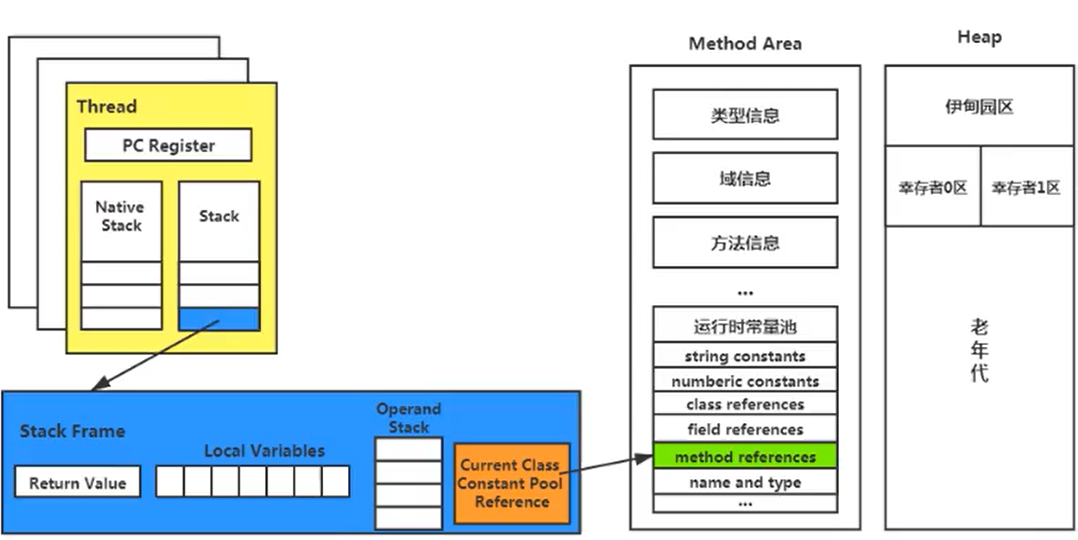 Thread
PC Register
Native
Stack
Stack
Stack Frame
Return Value
Local Variables
Operand
Stack
Current Class
Constant Pool
Reference
Method Area
类型信息
域信息
方法信息
...
运行时常量池
string constants
numberic constants
class references
field references
method references
name and type
...
Heap
伊甸园区
幸存者0区
幸存者1区
老
年
代